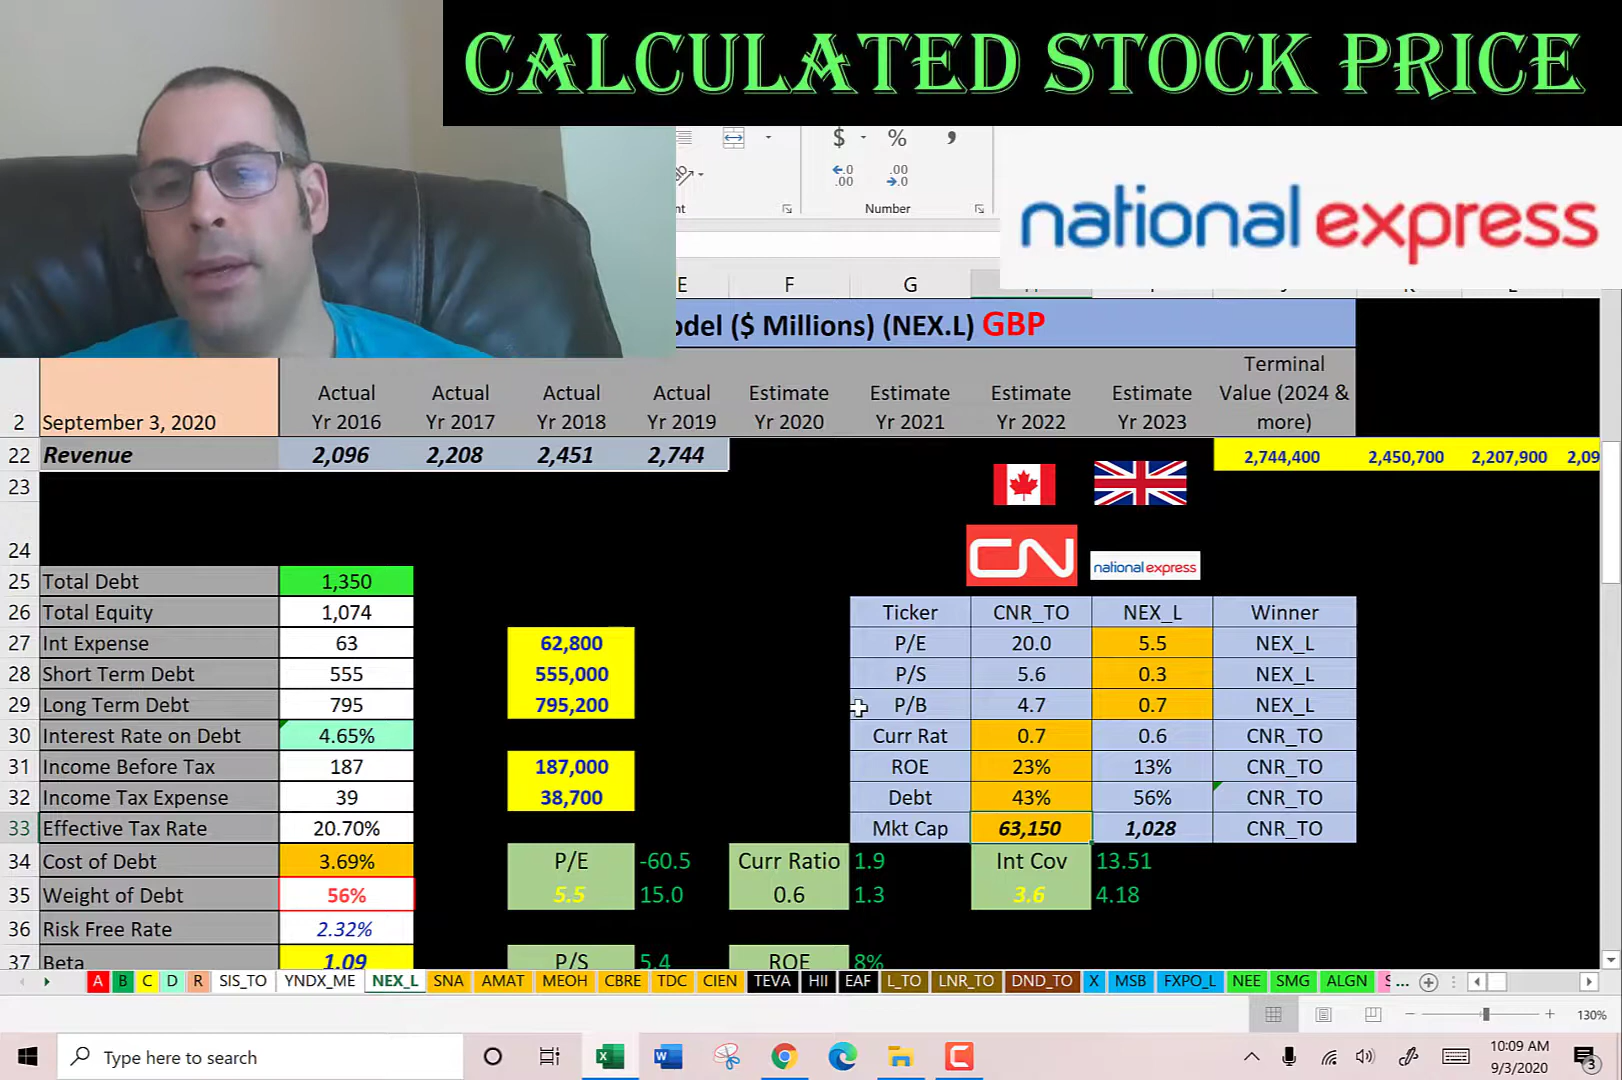 CALCULATED STOCK PRICE
$ % ,
Number
national express
E F G
odel ($ Millions) (NEX.L) GBP
2 September 3, 2020 Actual Yr 2016 Actual Yr 2017 Actual Yr 2018 Actual Yr 2019 Estimate Yr 2020 Estimate Yr 2021 Estimate Yr 2022 Estimate Yr 2023 Terminal Value (2024 & more)
22 Revenue 2,096 2,208 2,451 2,744 2,744,400 2,450,700 2,207,900 2,09
23
24 CN national express
25 Total Debt 1,350
26 Total Equity 1,074 Ticker CNR_TO NEX_L Winner
27 Int Expense 63 62,800 P/E 20.0 5.5 NEX_L
28 Short Term Debt 555 555,000 P/S 5.6 0.3 NEX_L
29 Long Term Debt 795 795,200 P/B 4.7 0.7 NEX_L
30 Interest Rate on Debt 4.65% Curr Rat 0.7 0.6 CNR_TO
31 Income Before Tax 187 187,000 ROE 23% 13% CNR_TO
32 Income Tax Expense 39 38,700 Debt 43% 56% CNR_TO
33 Effective Tax Rate 20.70% Mkt Cap 63,150 1,028 CNR_TO
34 Cost of Debt 3.69% P/E -60.5 Curr Ratio 1.9 Int Cov 13.51
35 Weight of Debt 56% 5.5 15.0 0.6 1.3 3.6 4.18
36 Risk Free Rate 2.32%
37 Beta 1.09 P/S 5.4 ROE 8%
A B C D R SIS_TO YNDX_ME NEX_L SNA AMAT MEOH CBRE TDC CIEN TEVA HII EAF L_TO LNR_TO DND_TO X MSB FXPO_L NEE SMG ALGN ...
130%
Type here to search
10:09 AM
9/3/2020
3